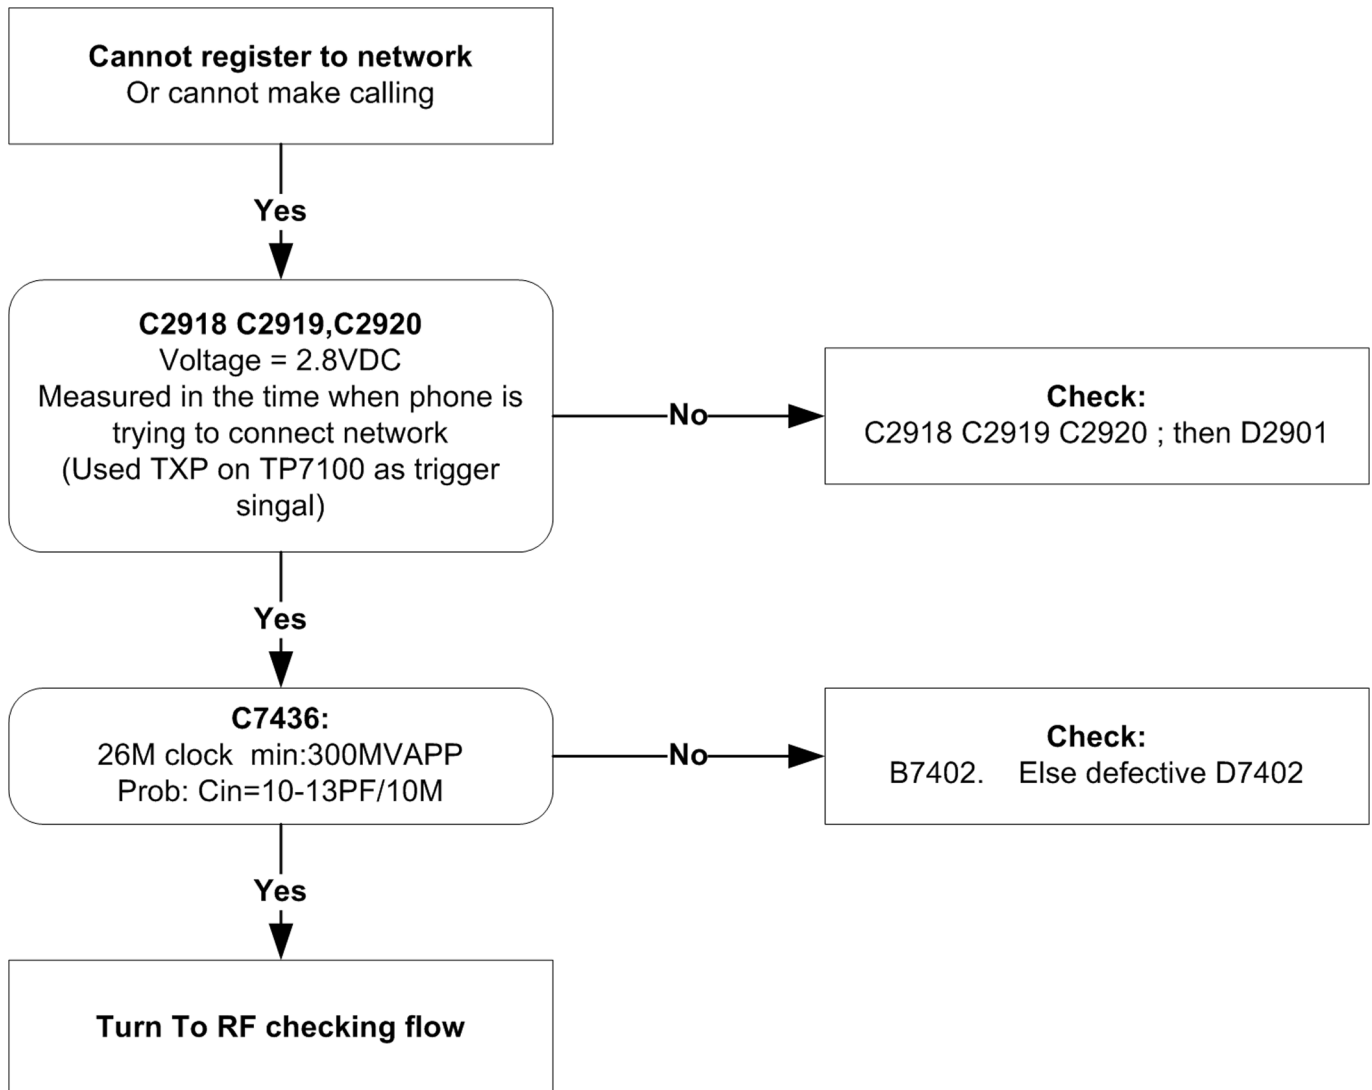 Cannot register to network
Or cannot make calling
Yes
C2918 C2919,C2920
Voltage = 2.8VDC
Measured in the time when phone is
trying to connect network
(Used TXP on TP7100 as trigger
singal)
No
Check:
C2918 C2919 C2920 ; then D2901
Yes
C7436:
26M clock  min:300MVAPP
Prob: Cin=10-13PF/10M
No
Check:
B7402.    Else defective D7402
Yes
Turn To RF checking flow